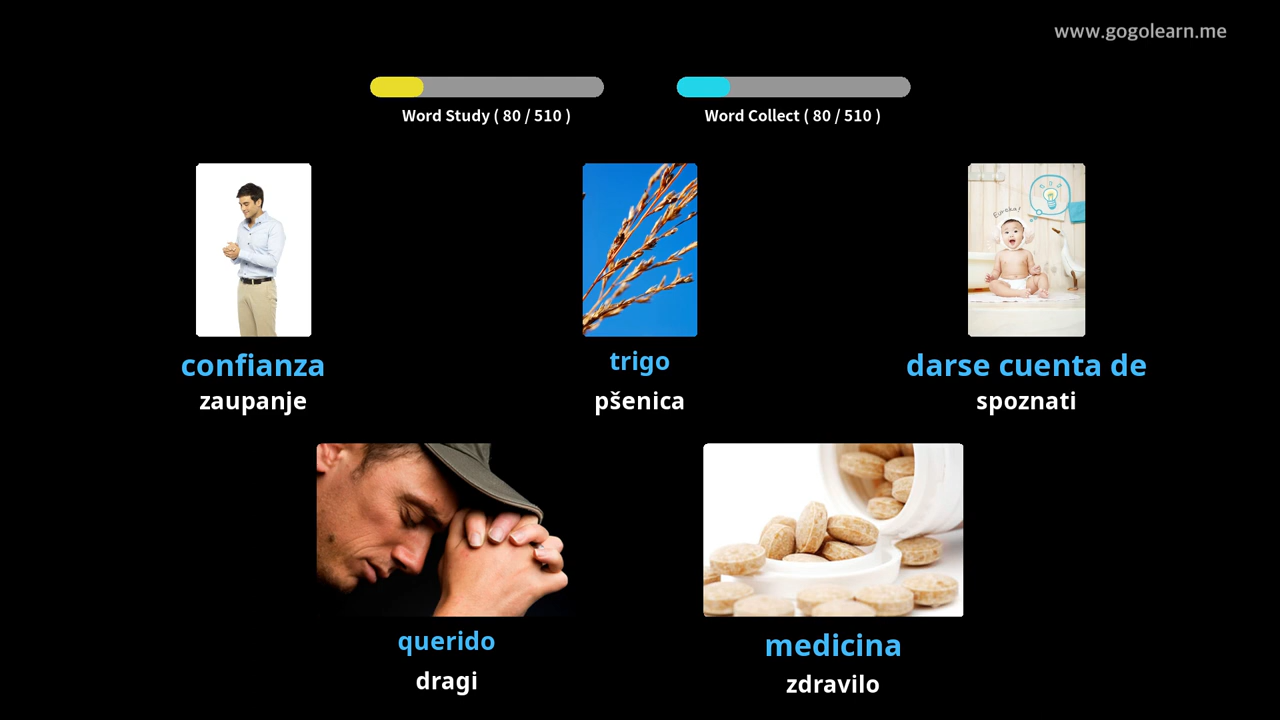 www.gogolearn.me
Word Study ( 80 / 510 )
Word Collect ( 80 / 510 )
Eureka!
confianza
trigo
darse cuenta de
zaupanje
pšenica
spoznati
querido
medicina
dragi
zdravilo